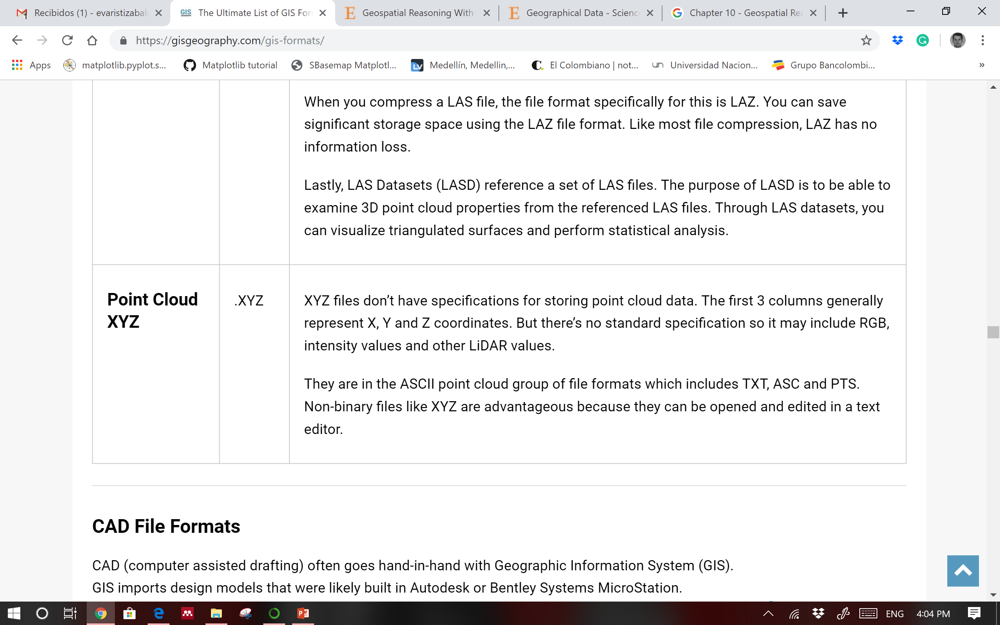 Recibidos (1) - evaristizabal
GIS The Ultimate List of GIS For
Geospatial Reasoning With
Geographical Data - Science
Chapter 10 - Geospatial Rea
https://gisgeography.com/gis-formats/
Apps matplotlib.pyplot.s... Matplotlib tutorial SBasemap Matplotl... LV Medellín, Medellin,... El Colombiano | not... un Universidad Nacion... Grupo Bancolombi... »
When you compress a LAS file, the file format specifically for this is LAZ. You can save
significant storage space using the LAZ file format. Like most file compression, LAZ has no
information loss.
Lastly, LAS Datasets (LASD) reference a set of LAS files. The purpose of LASD is to be able to
examine 3D point cloud properties from the referenced LAS files. Through LAS datasets, you
can visualize triangulated surfaces and perform statistical analysis.
Point Cloud
XYZ
.XYZ
XYZ files don’t have specifications for storing point cloud data. The first 3 columns generally
represent X, Y and Z coordinates. But there’s no standard specification so it may include RGB,
intensity values and other LiDAR values.
They are in the ASCII point cloud group of file formats which includes TXT, ASC and PTS.
Non-binary files like XYZ are advantageous because they can be opened and edited in a text
editor.
CAD File Formats
CAD (computer assisted drafting) often goes hand-in-hand with Geographic Information System (GIS).
GIS imports design models that were likely built in Autodesk or Bentley Systems MicroStation.
ENG 4:04 PM